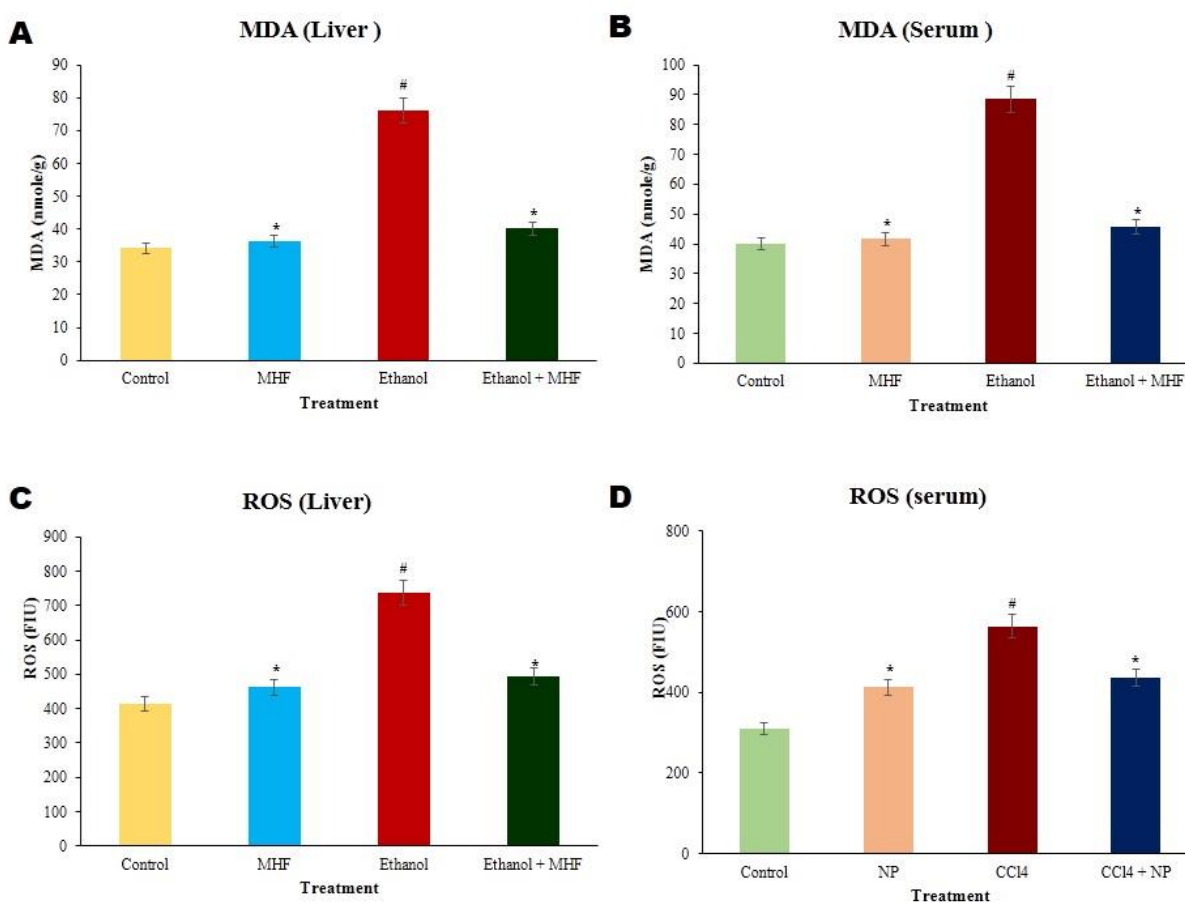 A
MDA (Liver )
MDA (nmole/g)
90
80
70
60
50
40
30
20
10
0
*
#
*
Control MHF Ethanol Ethanol + MHF
Treatment
B
MDA (Serum )
MDA (nmole/g)
100
90
80
70
60
50
40
30
20
10
0
*
#
*
Control MHF Ethanol Ethanol + MHF
Treatment
C
ROS (Liver)
ROS (FIU)
900
800
700
600
500
400
300
200
100
0
*
#
*
Control MHF Ethanol Ethanol + MHF
Treatment
D
ROS (serum)
ROS (FIU)
800
600
400
200
0
*
#
*
Control NP CCl4 CCl4 + NP
Treatment